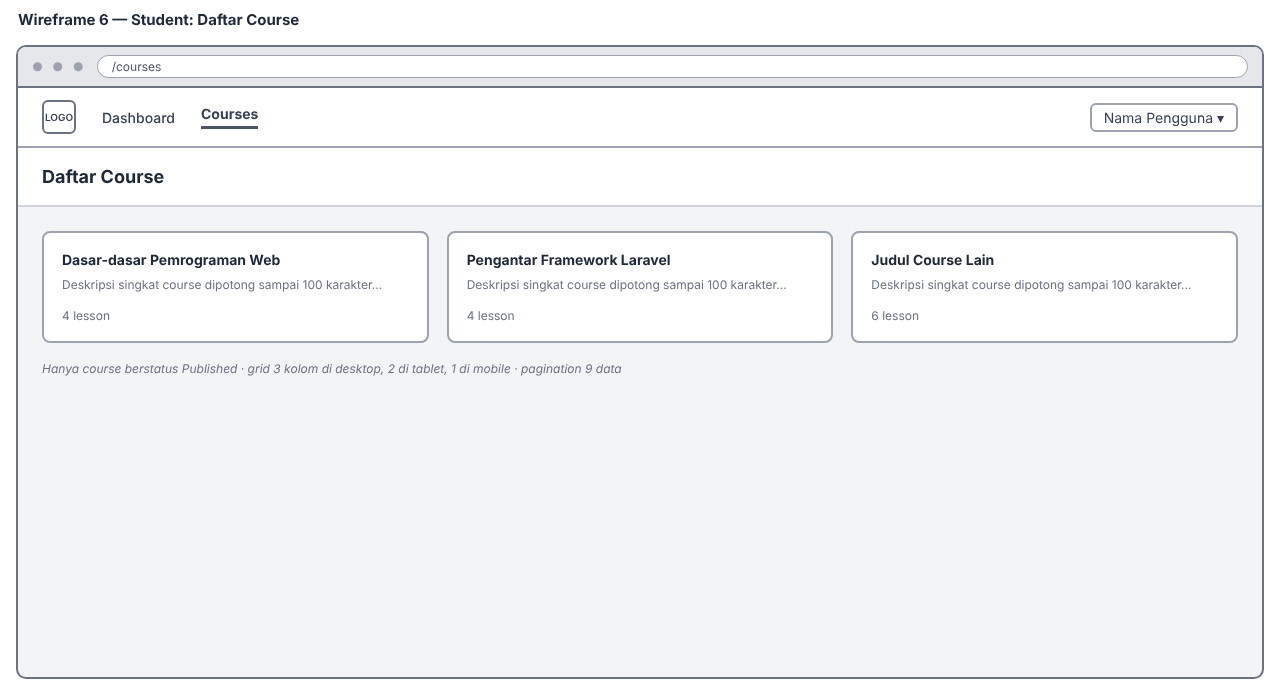 Wireframe 6 — Student: Daftar Course
/courses
LOGO Dashboard Courses Nama Pengguna ▾
Daftar Course
Dasar-dasar Pemrograman Web
Deskripsi singkat course dipotong sampai 100 karakter…
4 lesson
Pengantar Framework Laravel
Deskripsi singkat course dipotong sampai 100 karakter…
4 lesson
Judul Course Lain
Deskripsi singkat course dipotong sampai 100 karakter…
6 lesson
Hanya course berstatus Published · grid 3 kolom di desktop, 2 di tablet, 1 di mobile · pagination 9 data